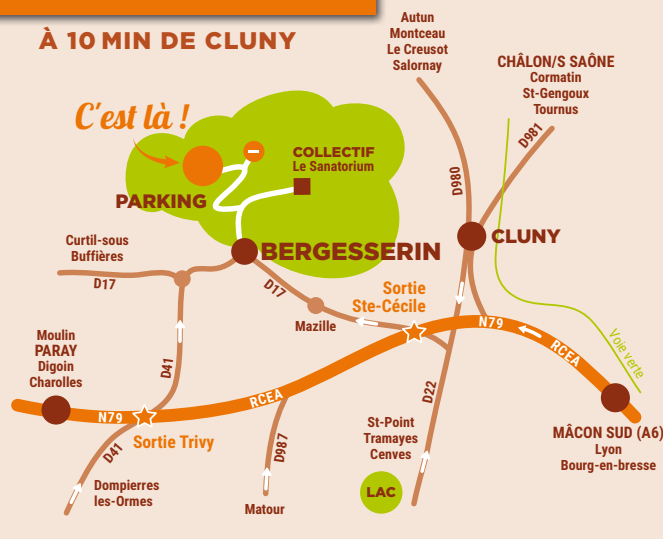 À 10 MIN DE CLUNY
Autun
Montceau
Le Creusot
Salornay
CHÂLON/S SAÔNE
Cormatin
St-Gengoux
Tournus
D981
D980
C'est là !
COLLECTIF
Le Sanatorium
PARKING
CLUNY
BERGESSERIN
Curtil-sous
Buffières
D17
D17
Sortie
Ste-Cécile
Mazille
N79
RCEA
Voie verte
Moulin
PARAY
Digoin
Charolles
D41
RCEA
D22
N79
Sortie Trivy
D41
D987
St-Point
Tramayes
Cenves
MÂCON SUD (A6)
Lyon
Bourg-en-bresse
Dompierres
les-Ormes
Matour
LAC